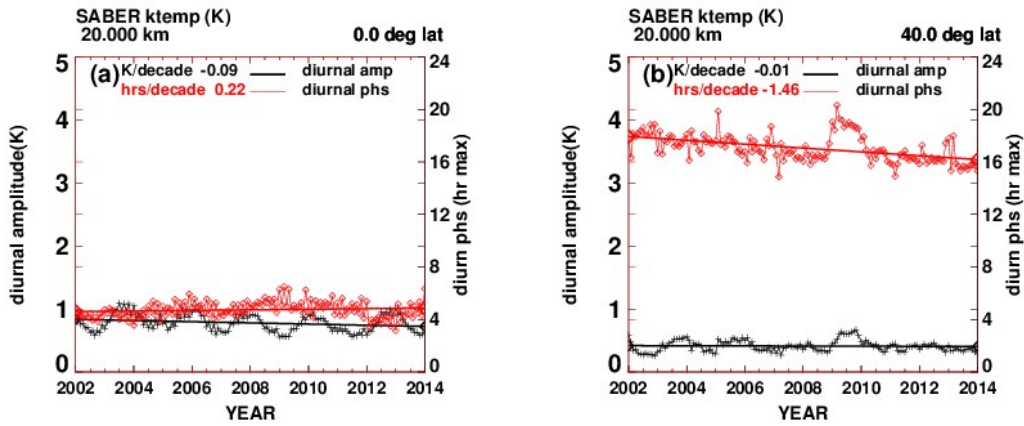 SABER ktemp (K)
20.000 km 0.0 deg lat
(a) K/decade -0.09 diurnal amp
hrs/decade 0.22 diurnal phs
5
4
3
2
1
0
diurnal amplitude(K)
24
20
16
12
8
4
0
diurn phs (hr max)
2002 2004 2006 2008 2010 2012 2014
YEAR
SABER ktemp (K)
20.000 km 40.0 deg lat
(b) K/decade -0.01 diurnal amp
hrs/decade -1.46 diurnal phs
5
4
3
2
1
0
diurnal amplitude(K)
24
20
16
12
8
4
0
diurn phs (hr max)
2002 2004 2006 2008 2010 2012 2014
YEAR